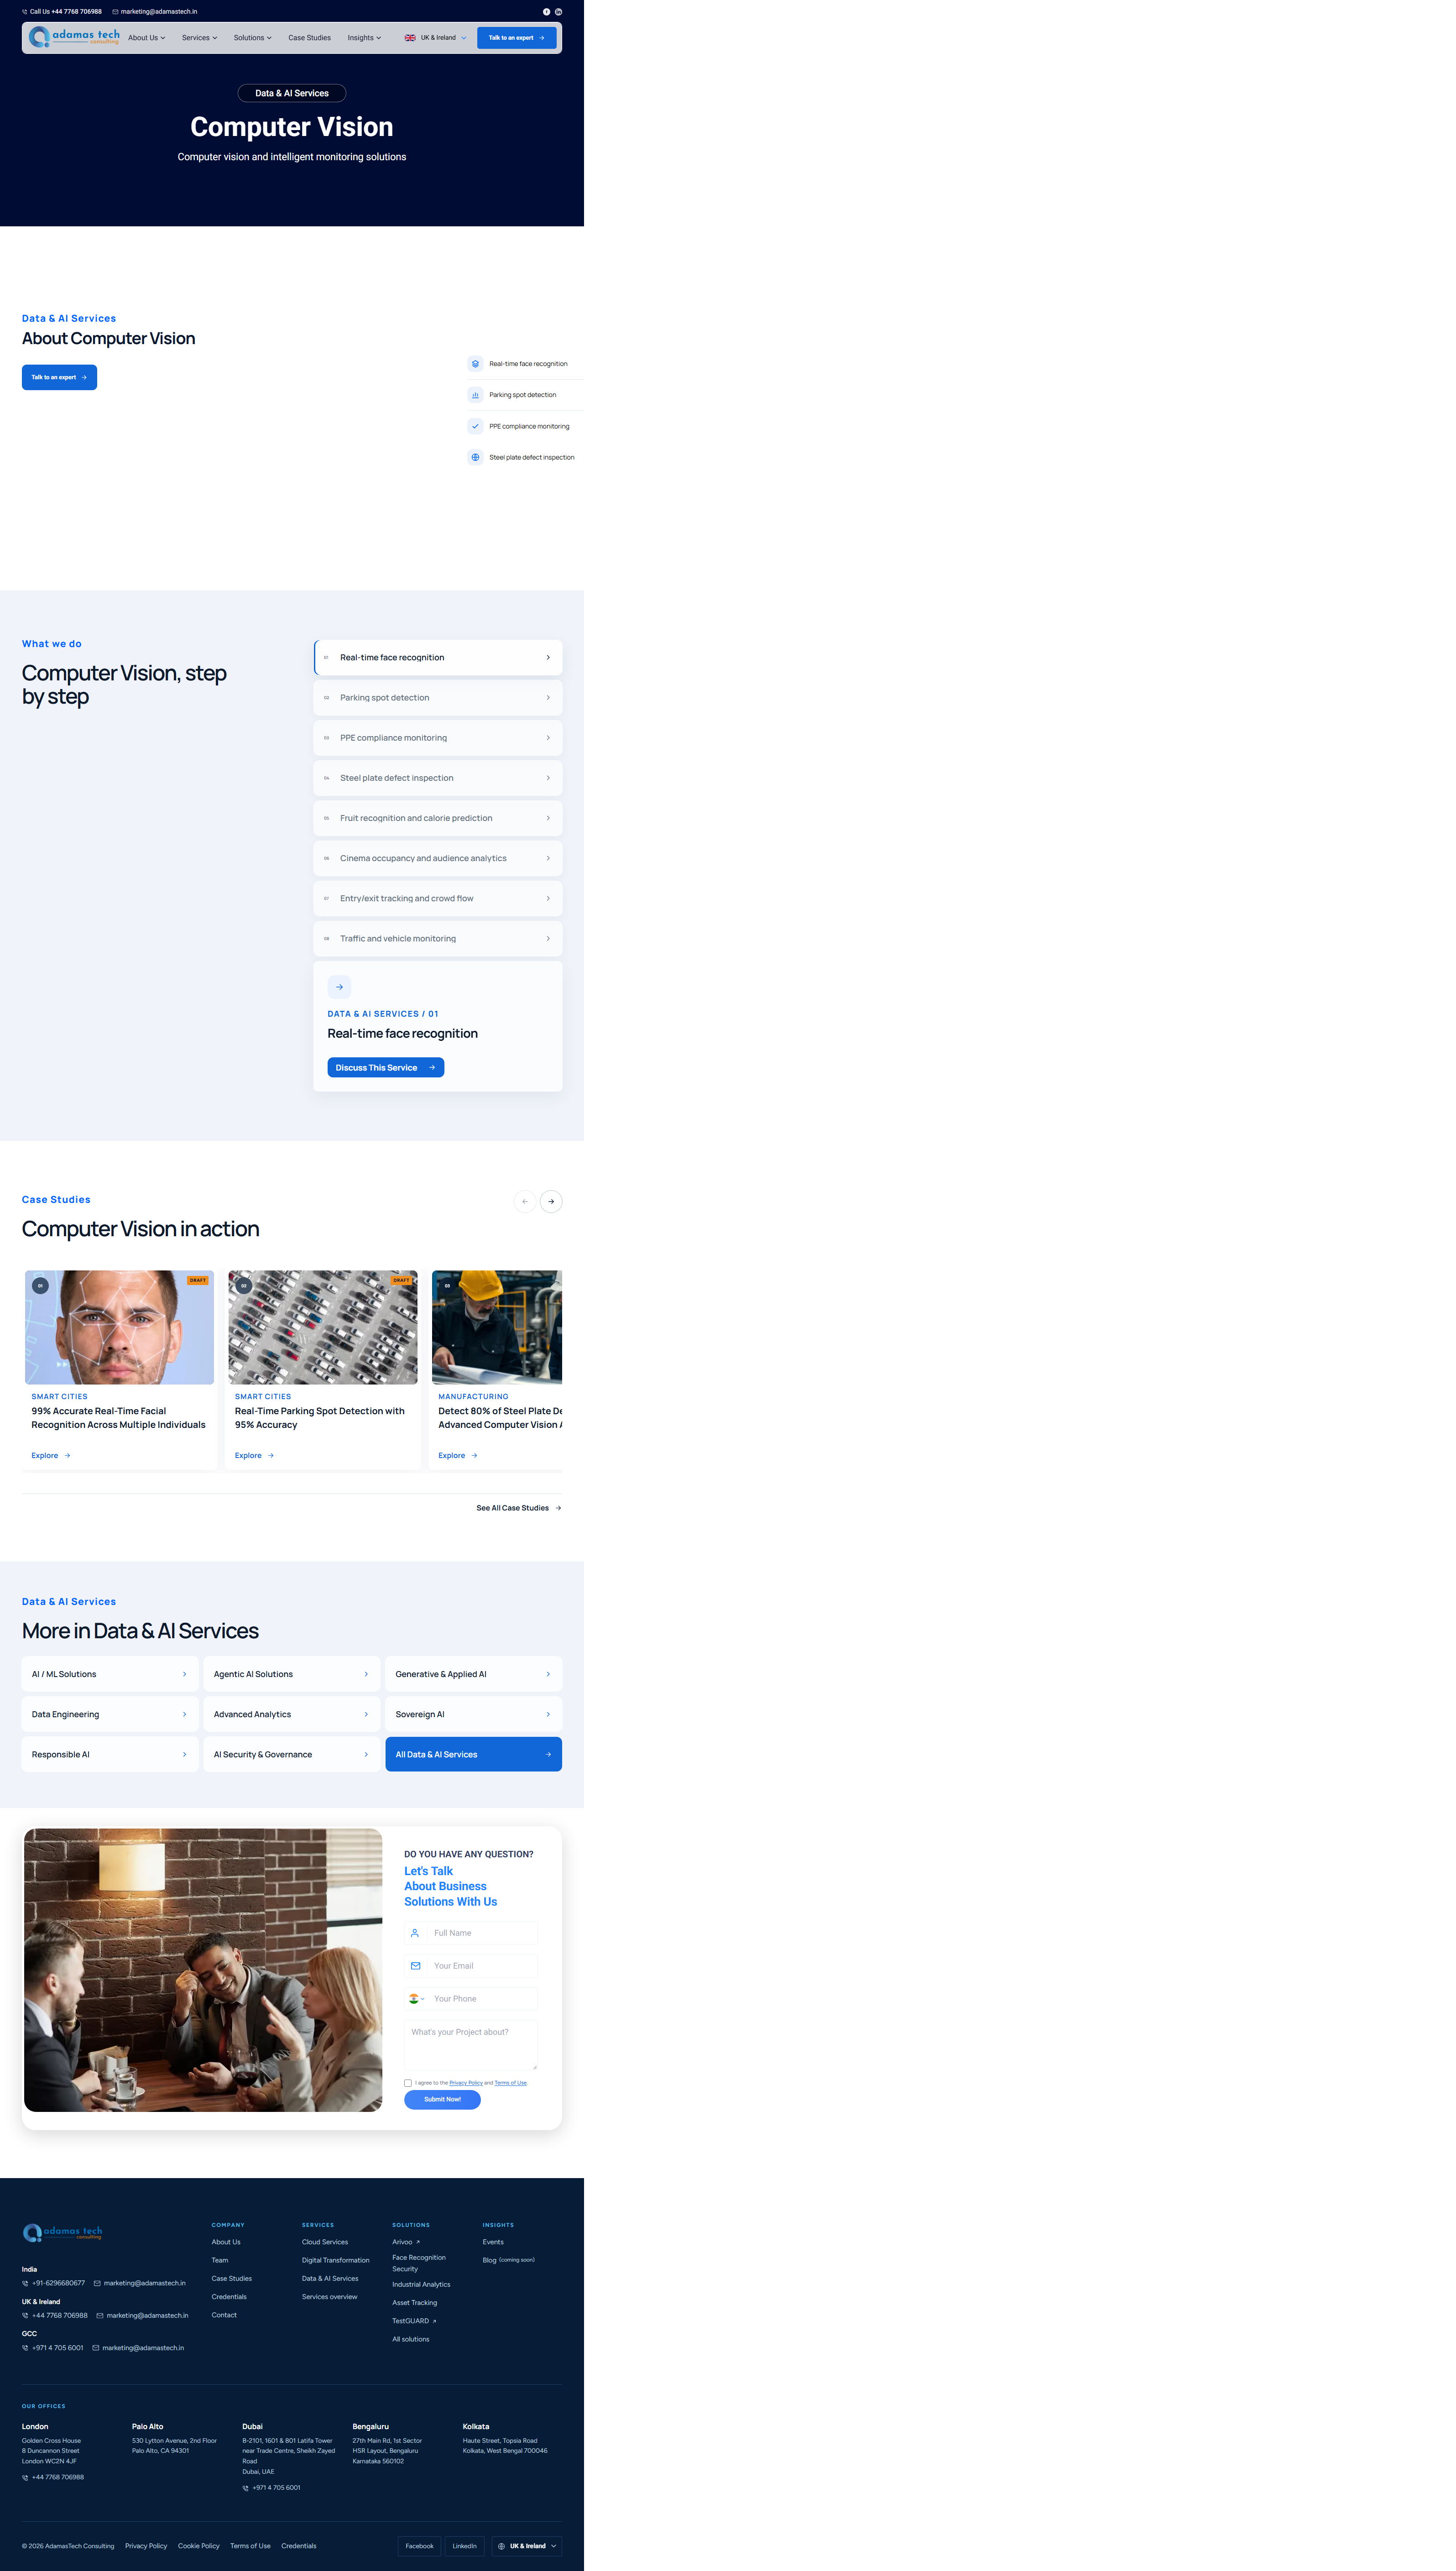 Call Us +44 7768 706988
marketing@adamastech.in
adamas tech
consulting
About Us
Services
Solutions
Case Studies
Insights
UK & Ireland
Talk to an expert
Data & AI Services
Computer Vision
Computer vision and intelligent monitoring solutions
Data & AI Services
About Computer Vision
Talk to an expert
Real-time face recognition
Parking spot detection
PPE compliance monitoring
Steel plate defect inspection
What we do
Computer Vision, step
by step
01 Real-time face recognition
02 Parking spot detection
03 PPE compliance monitoring
04 Steel plate defect inspection
05 Fruit recognition and calorie prediction
06 Cinema occupancy and audience analytics
07 Entry/exit tracking and crowd flow
08 Traffic and vehicle monitoring
DATA & AI SERVICES / 01
Real-time face recognition
Discuss This Service
Case Studies
Computer Vision in action
01
DRAFT
SMART CITIES
99% Accurate Real-Time Facial
Recognition Across Multiple Individuals
Explore
02
DRAFT
SMART CITIES
Real-Time Parking Spot Detection with
95% Accuracy
Explore
03
MANUFACTURING
Detect 80% of Steel Plate De
Advanced Computer Vision A
Explore
See All Case Studies
Data & AI Services
More in Data & AI Services
AI / ML Solutions
Agentic AI Solutions
Generative & Applied AI
Data Engineering
Advanced Analytics
Sovereign AI
Responsible AI
AI Security & Governance
All Data & AI Services
DO YOU HAVE ANY QUESTION?
Let's Talk
About Business
Solutions With Us
Full Name
Your Email
Your Phone
What's your Project about?
I agree to the Privacy Policy and Terms of Use.
Submit Now!
adamas tech
consulting
India
+91-6296680677
marketing@adamastech.in
UK & Ireland
+44 7768 706988
marketing@adamastech.in
GCC
+971 4 705 6001
marketing@adamastech.in
COMPANY
About Us
Team
Case Studies
Credentials
Contact
SERVICES
Cloud Services
Digital Transformation
Data & AI Services
Services overview
SOLUTIONS
Arivoo
Face Recognition
Security
Industrial Analytics
Asset Tracking
TestGUARD
All solutions
INSIGHTS
Events
Blog (coming soon)
OUR OFFICES
London
Golden Cross House
8 Duncannon Street
London WC2N 4JF
+44 7768 706988
Palo Alto
530 Lytton Avenue, 2nd Floor
Palo Alto, CA 94301
Dubai
B-2101, 1601 & 801 Latifa Tower
near Trade Centre, Sheikh Zayed
Road
Dubai, UAE
+971 4 705 6001
Bengaluru
27th Main Rd, 1st Sector
HSR Layout, Bengaluru
Karnataka 560102
Kolkata
Haute Street, Topsia Road
Kolkata, West Bengal 700046
© 2026 AdamasTech Consulting
Privacy Policy
Cookie Policy
Terms of Use
Credentials
Facebook
LinkedIn
UK & Ireland